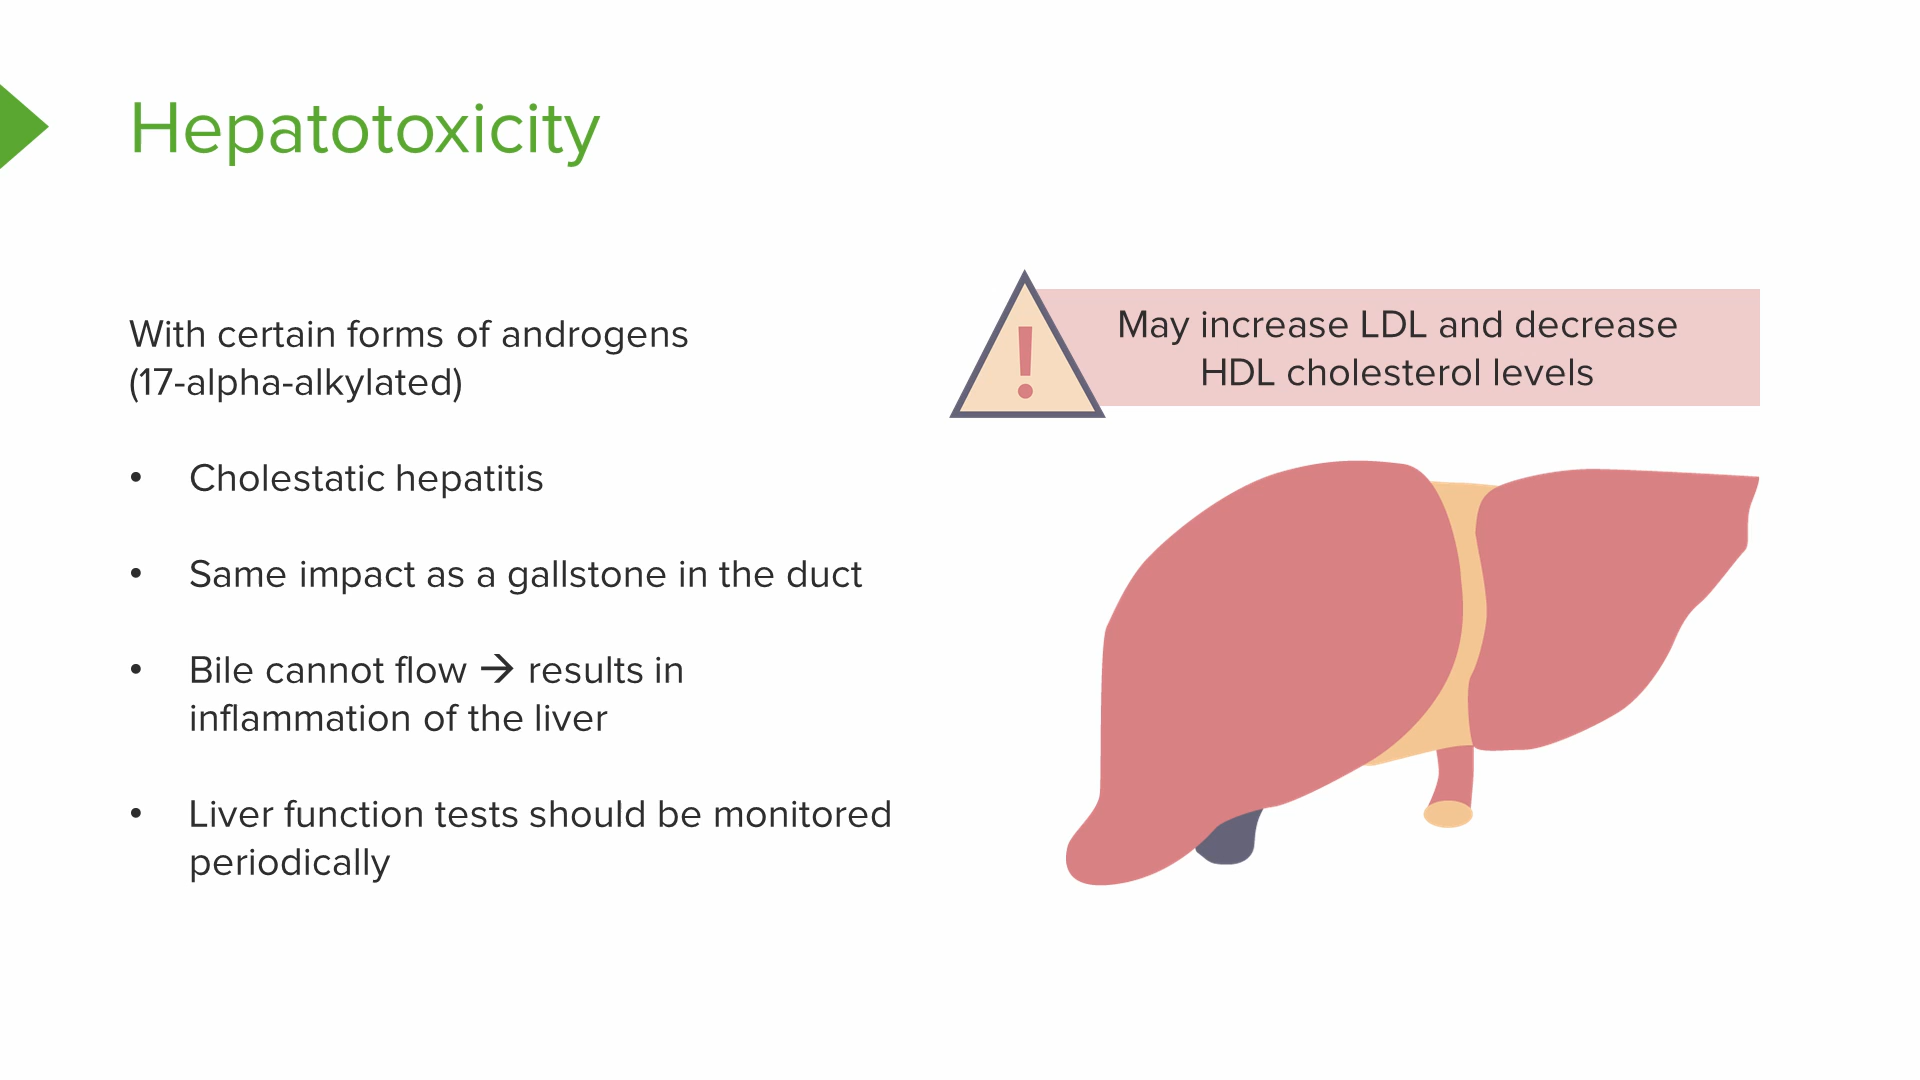 Hepatotoxicity
With certain forms of androgens
(17-alpha-alkylated)
• Cholestatic hepatitis
• Same impact as a gallstone in the duct
• Bile cannot flow → results in
inflammation of the liver
• Liver function tests should be monitored
periodically
!
May increase LDL and decrease
HDL cholesterol levels